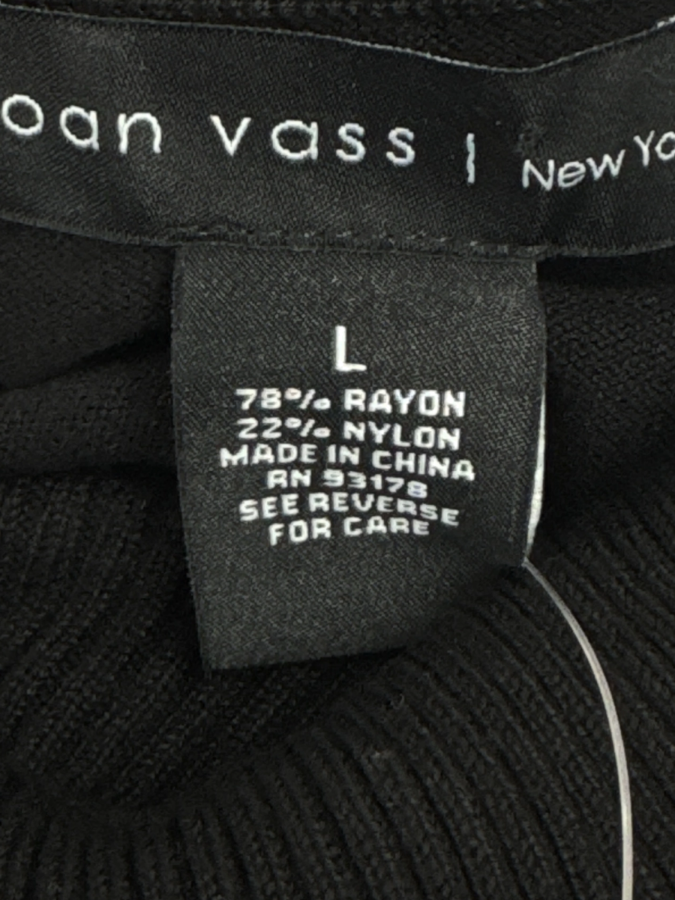 oan vass | New Yo
L
78% RAYON
22% NYLON
MADE IN CHINA
RN 93178
SEE REVERSE
FOR CARE